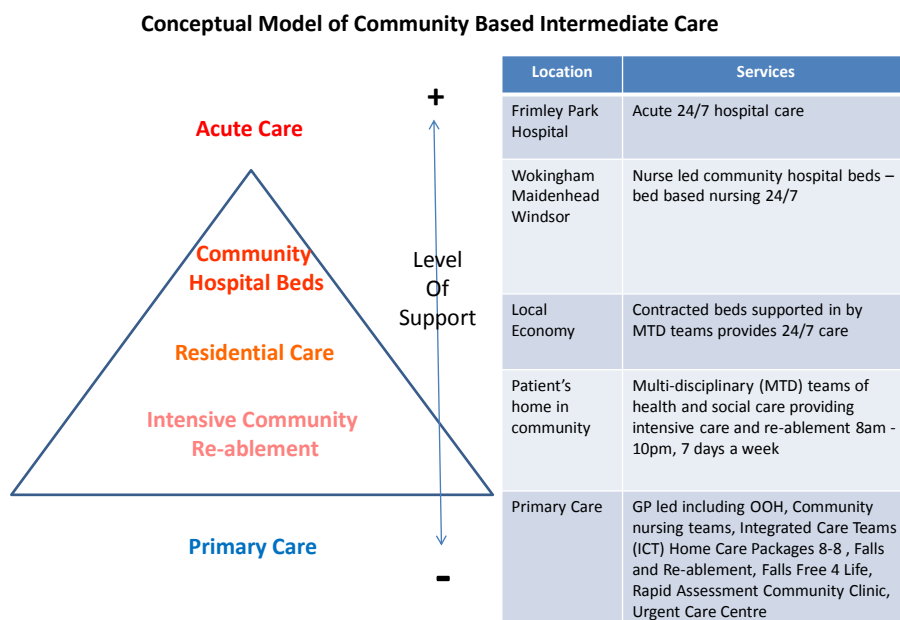 Conceptual Model of Community Based Intermediate Care
Acute Care
Community
Hospital Beds
Residential Care
Intensive Community
Re-ablement
Primary Care
+
Level
Of
Support
-
Location Services
Frimley Park
Hospital
Acute 24/7 hospital care
Wokingham
Maidenhead
Windsor
Nurse led community hospital beds –
bed based nursing 24/7
Local
Economy
Contracted beds supported in by
MTD teams provides 24/7 care
Patient's
home in
community
Multi-disciplinary (MTD) teams of
health and social care providing
intensive care and re-ablement 8am -
10pm, 7 days a week
Primary Care
GP led including OOH, Community
nursing teams, Integrated Care Teams
(ICT) Home Care Packages 8-8 , Falls
and Re-ablement, Falls Free 4 Life,
Rapid Assessment Community Clinic,
Urgent Care Centre